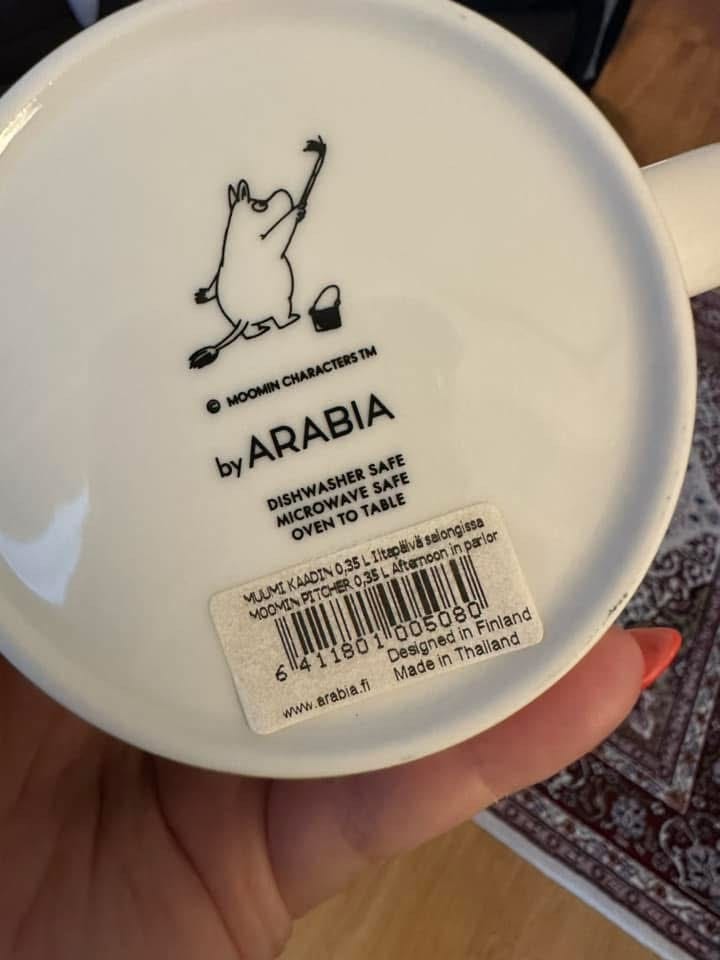 © MOOMIN CHARACTERS TM
by ARABIA
DISHWASHER SAFE
MICROWAVE SAFE
OVEN TO TABLE
MUUMI KAADIN 0,35 L Iltapäivä salongissa
MOOMIN PITCHER 0,35 L Afternoon in parlor
6 411801 005080
Designed in Finland
www.arabia.fi Made in Thailand